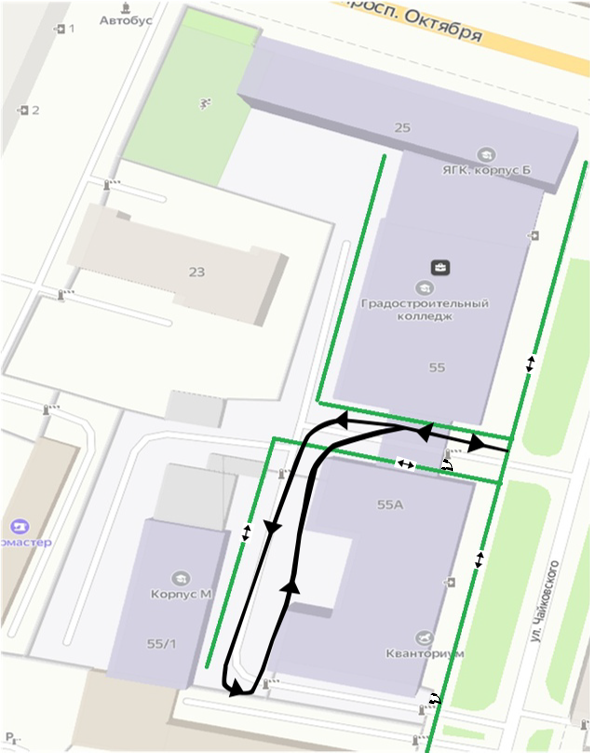 Автобус
просп. Октября
1
2
25
ЯГК. корпус Б
23
Градостроительный
колледж
55
55А
омастер
Корпус М
55/1
Кванториум
ул. Чайковского
Р